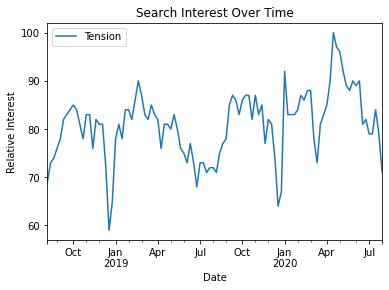 Search Interest Over Time
Tension
Relative Interest
100
90
80
70
60
Oct
Jan
2019
Apr
Jul
Oct
Jan
2020
Apr
Jul
Date